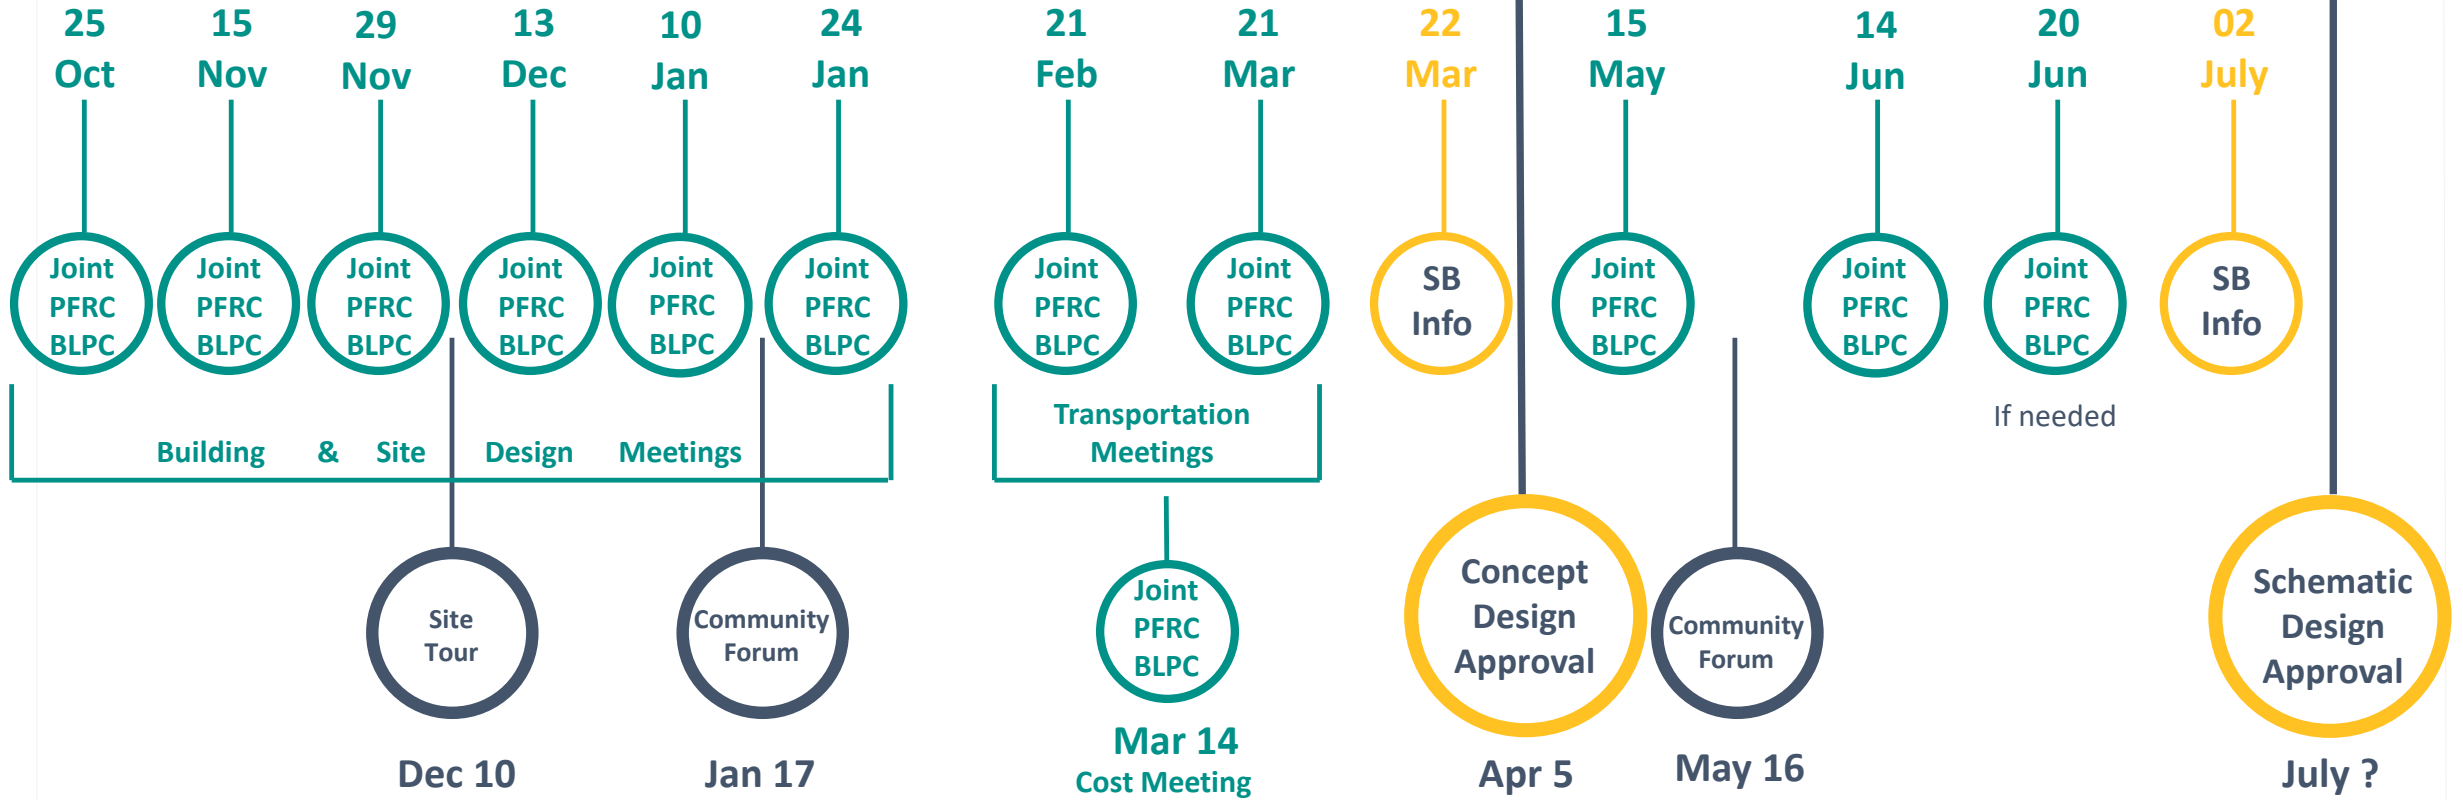 25 15 29 13 10 24 21 21 22 15 14 20 02
Oct Nov Nov Dec Jan Jan Feb Mar Mar May Jun Jun July
Joint Joint Joint Joint Joint Joint Joint Joint SB Joint Joint Joint SB
PFRC PFRC PFRC PFRC PFRC PFRC PFRC PFRC Info PFRC PFRC PFRC Info
BLPC BLPC BLPC BLPC BLPC BLPC BLPC BLPC BLPC BLPC BLPC
Building & Site Design Meetings
Transportation
Meetings
If needed
Site
Tour
Dec 10
Community
Forum
Jan 17
Joint
PFRC
BLPC
Mar 14
Cost Meeting
Concept
Design
Approval
Apr 5
Community
Forum
May 16
Schematic
Design
Approval
July ?